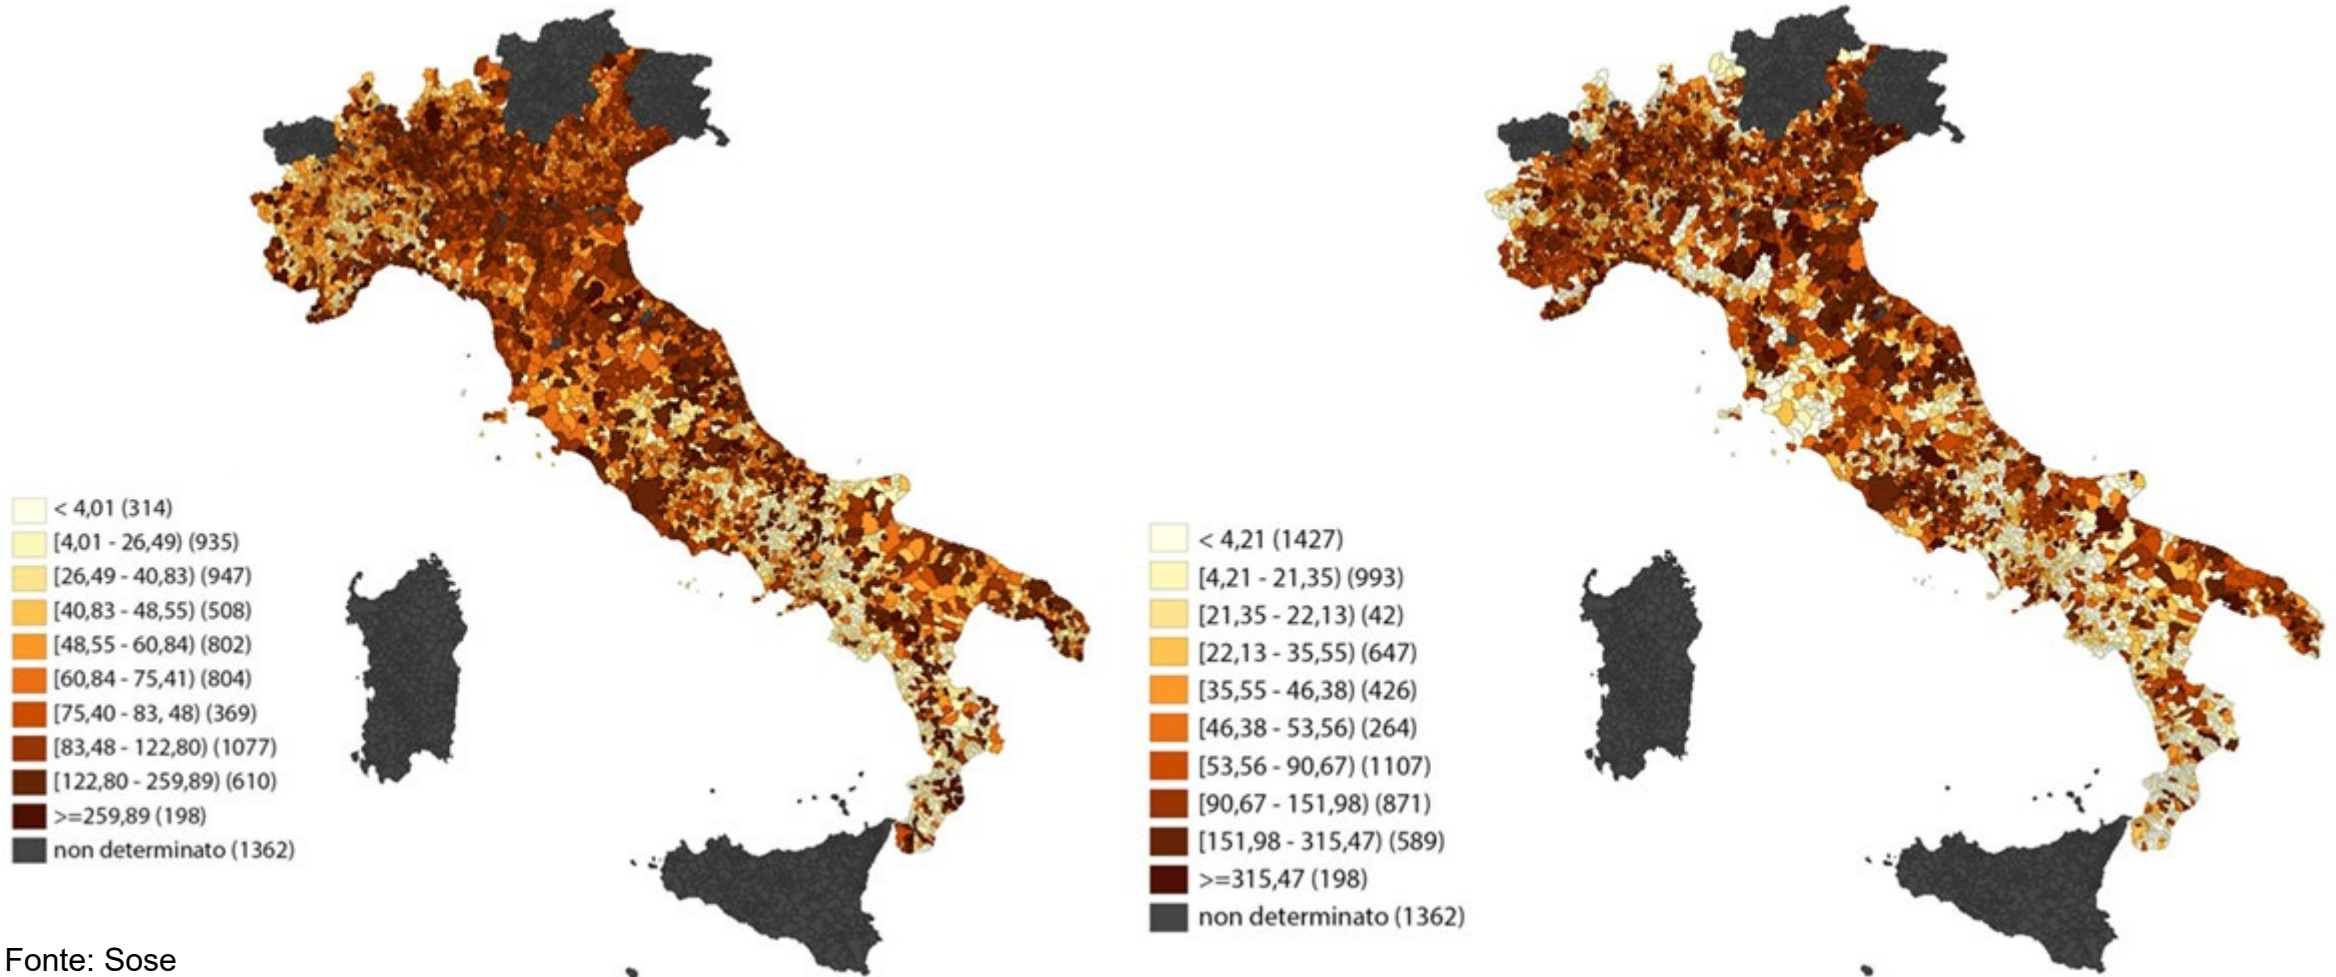 < 4,01 (314)
[4,01 - 26,49) (935)
[26,49 - 40,83) (947)
[40,83 - 48,55) (508)
[48,55 - 60,84) (802)
[60,84 - 75,41) (804)
[75,40 - 83, 48) (369)
[83,48 - 122,80) (1077)
[122,80 - 259,89) (610)
>=259,89 (198)
non determinato (1362)
< 4,21 (1427)
[4,21 - 21,35) (993)
[21,35 - 22,13) (42)
[22,13 - 35,55) (647)
[35,55 - 46,38) (426)
[46,38 - 53,56) (264)
[53,56 - 90,67) (1107)
[90,67 - 151,98) (871)
[151,98 - 315,47) (589)
>=315,47 (198)
non determinato (1362)
Fonte: Sose